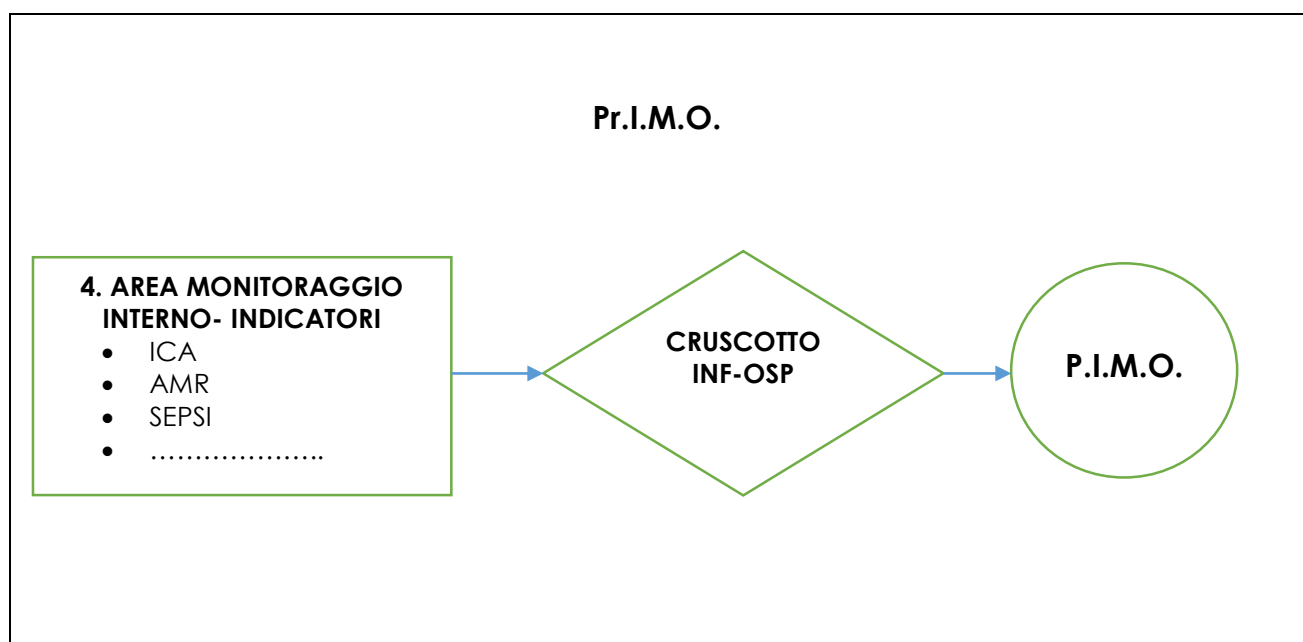 Pr.I.M.O.
4. AREA MONITORAGGIO
INTERNO- INDICATORI
• ICA
• AMR
• SEPSI
• ………………..
CRUSCOTTO
INF-OSP
P.I.M.O.